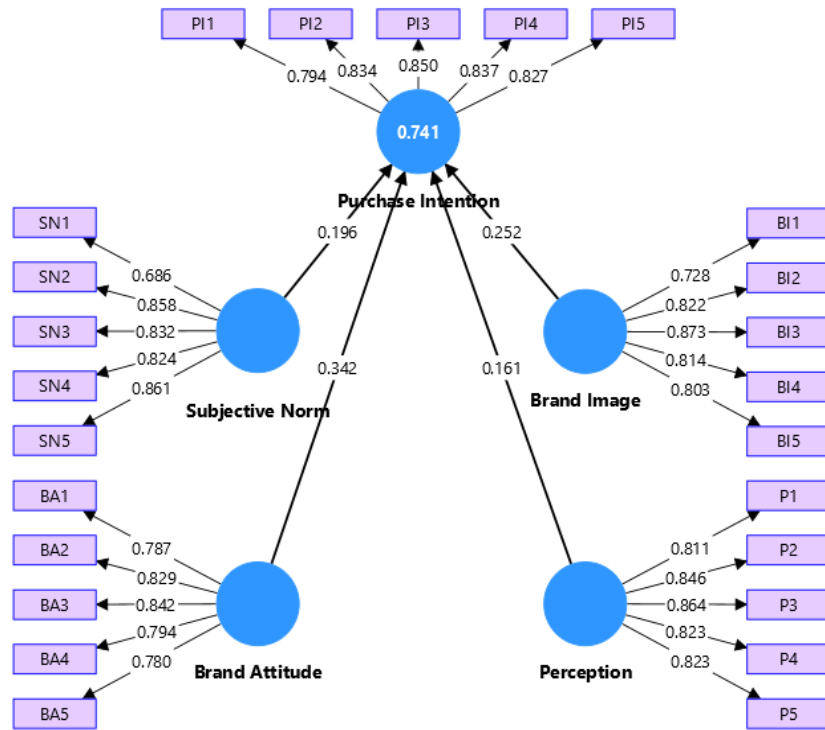 PI1 PI2 PI3 PI4 PI5
0.794 0.834 0.850 0.837 0.827
0.741
Purchase Intention
SN1
SN2
SN3
SN4
SN5
0.686
0.858
0.832
0.824
0.861
Subjective Norm
0.196
0.252
BI1
BI2
BI3
BI4
BI5
0.728
0.822
0.873
0.814
0.803
Brand Image
0.342
0.161
BA1
BA2
BA3
BA4
BA5
0.787
0.829
0.842
0.794
0.780
Brand Attitude
P1
P2
P3
P4
P5
0.811
0.846
0.864
0.823
0.823
Perception